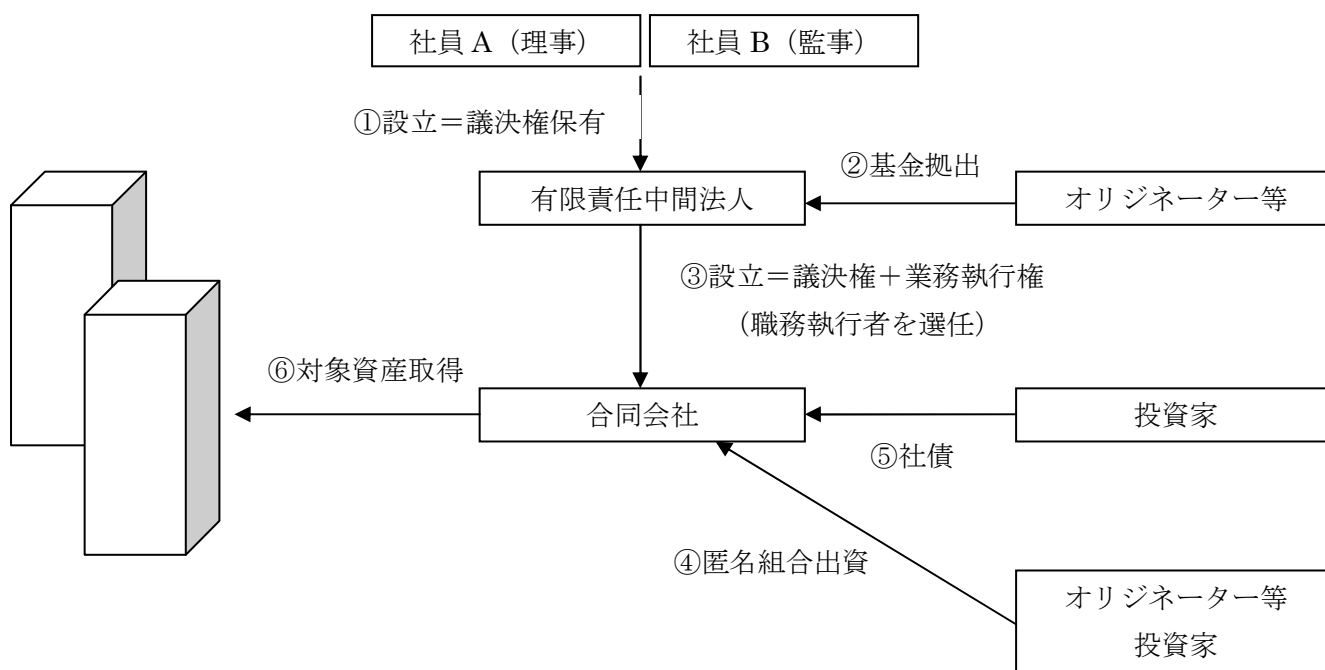 社員 A（理事）
社員 B（監事）
①設立＝議決権保有
②基金拠出
有限責任中間法人
オリジネーター等
③設立＝議決権＋業務執行権
（職務執行者を選任）
⑥対象資産取得
合同会社
投資家
⑤社債
④匿名組合出資
オリジネーター等
投資家